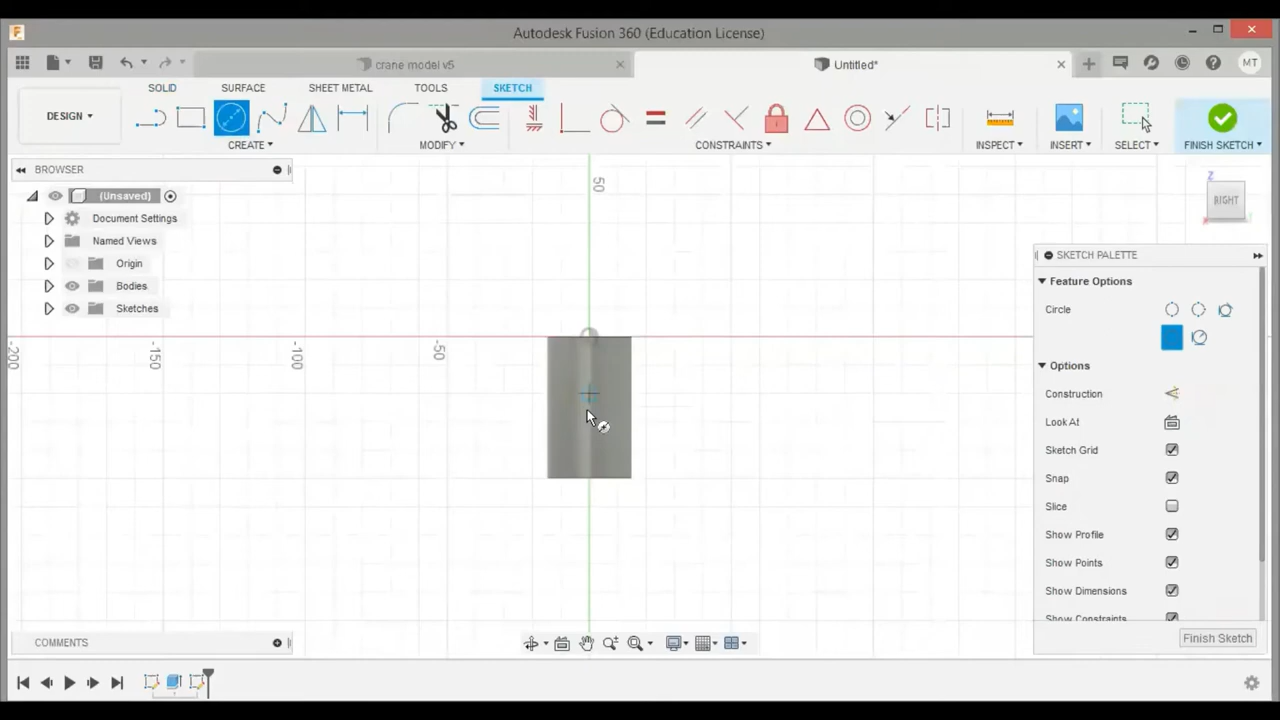 Autodesk Fusion 360 (Education License)
crane model v5
Untitled*
MT
SOLID
SURFACE
SHEET METAL
TOOLS
SKETCH
DESIGN
CREATE
MODIFY
CONSTRAINTS
INSPECT
INSERT
SELECT
FINISH SKETCH
BROWSER
(Unsaved)
Document Settings
Named Views
Origin
Bodies
Sketches
50
-50
-100
-150
-200
Z
RIGHT
SKETCH PALETTE
Feature Options
Circle
Options
Construction
Look At
Sketch Grid
Snap
Slice
Show Profile
Show Points
Show Dimensions
Show Constraints
Finish Sketch
COMMENTS